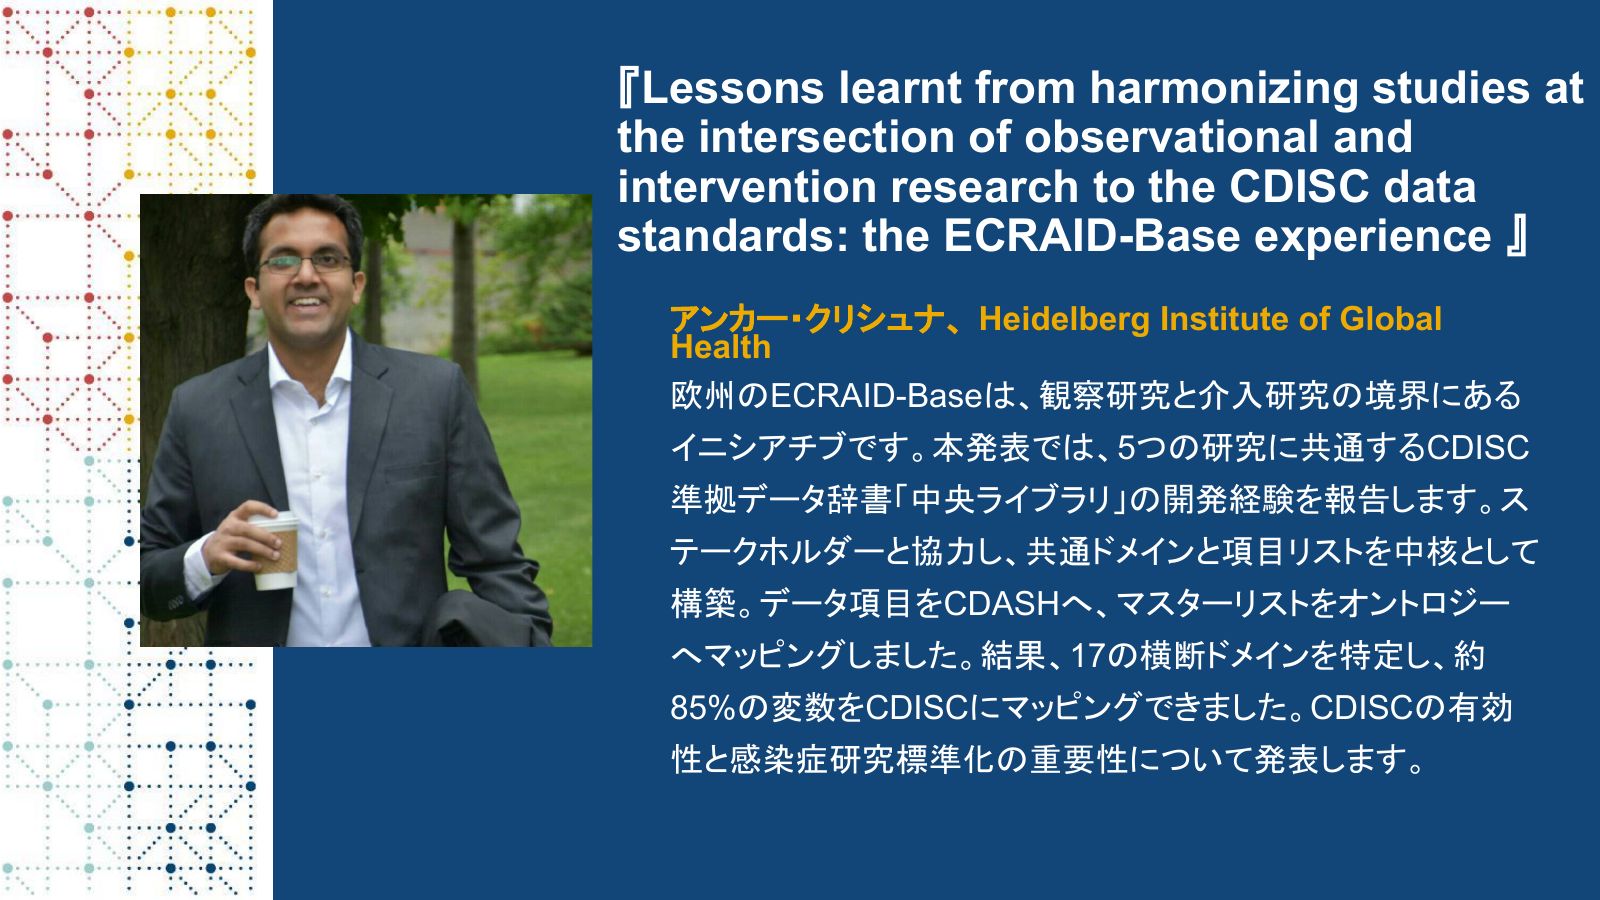 『Lessons learnt from harmonizing studies at
the intersection of observational and
intervention research to the CDISC data
standards: the ECRAID-Base experience 』
アンカー・クリシュナ、 Heidelberg Institute of Global
Health
欧州のECRAID-Baseは、観察研究と介入研究の境界にある
イニシアチブです。本発表では、5つの研究に共通するCDISC
準拠データ辞書「中央ライブラリ」の開発経験を報告します。ス
テークホルダーと協力し、共通ドメインと項目リストを中核として
構築。データ項目をCDASHへ、マスターリストをオントロジー
へマッピングしました。結果、17の横断ドメインを特定し、約
85%の変数をCDISCにマッピングできました。CDISCの有効
性と感染症研究標準化の重要性について発表します。